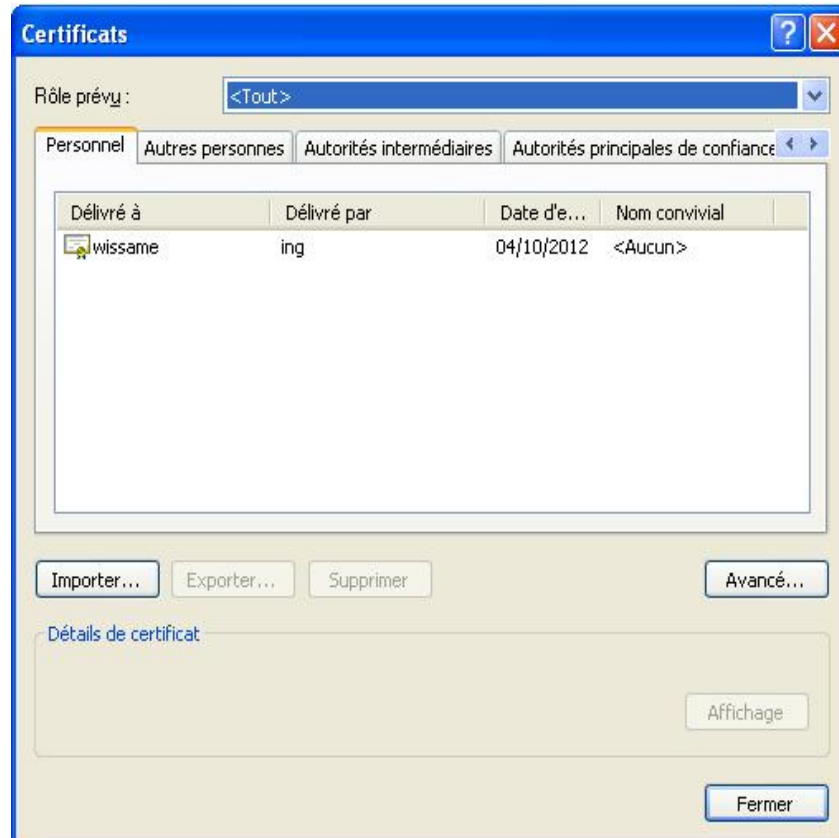 Certificats
Rôle prévu : <Tout>
Personnel Autres personnes Autorités intermédiaires Autorités principales de confiance
Délivré à Délivré par Date d'e... Nom convivial
wissame ing 04/10/2012 <Aucun>
Importer... Exporter... Supprimer Avancé...
Détails de certificat
Affichage
Fermer